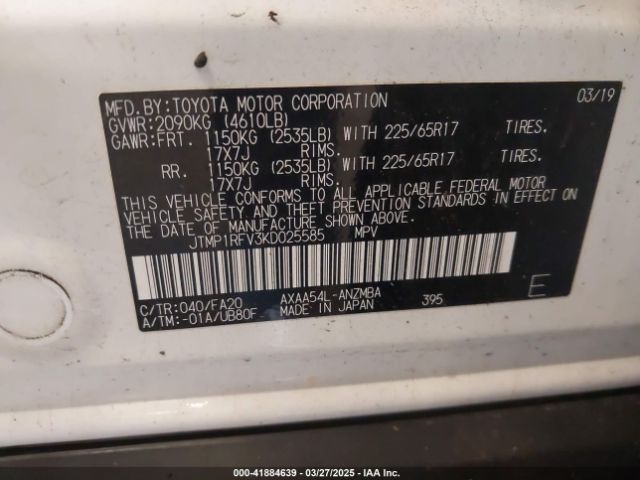 MFD.BY:TOYOTA MOTOR CORPORATION 03/19
GVWR:2090KG (4610LB)
GAWR:FRT. 1150KG (2535LB) WITH 225/65R17 TIRES.
17X7J RIMS.
RR. 1150KG (2535LB) WITH 225/65R17 TIRES.
17X7J RIMS.
THIS VEHICLE CONFORMS TO ALL APPLICABLE FEDERAL MOTOR
VEHICLE SAFETY AND THEFT PREVENTION STANDARDS IN EFFECT ON
THE DATE OF MANUFACTURE SHOWN ABOVE.
JTMP1RFV3KD025585 MPV
C/TR:040/FA20 AXAA54L-ANZMBA 395 E
A/TM:-01A/UB80F MADE IN JAPAN
000-41884639 - 03/27/2025 - IAA Inc.